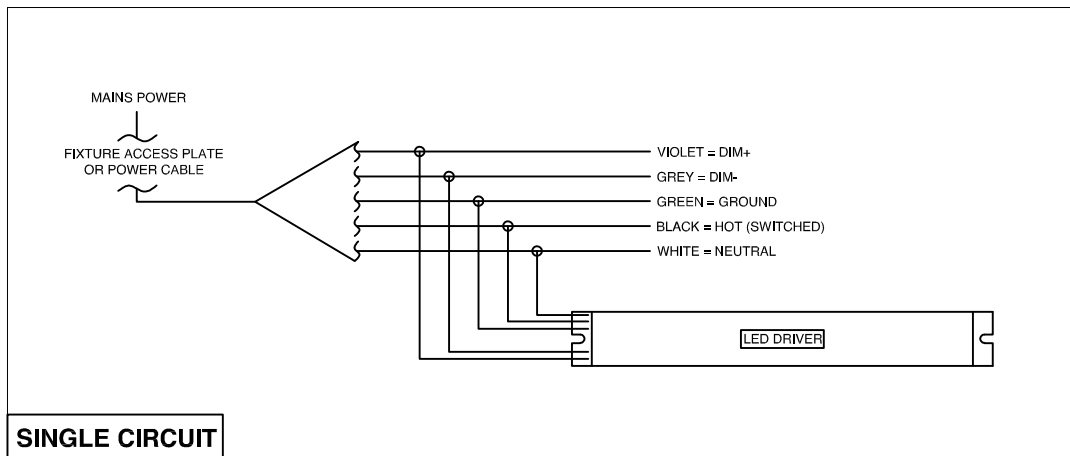 MAINS POWER
FIXTURE ACCESS PLATE
OR POWER CABLE
VIOLET = DIM+
GREY = DIM-
GREEN = GROUND
BLACK = HOT (SWITCHED)
WHITE = NEUTRAL
LED DRIVER
SINGLE CIRCUIT